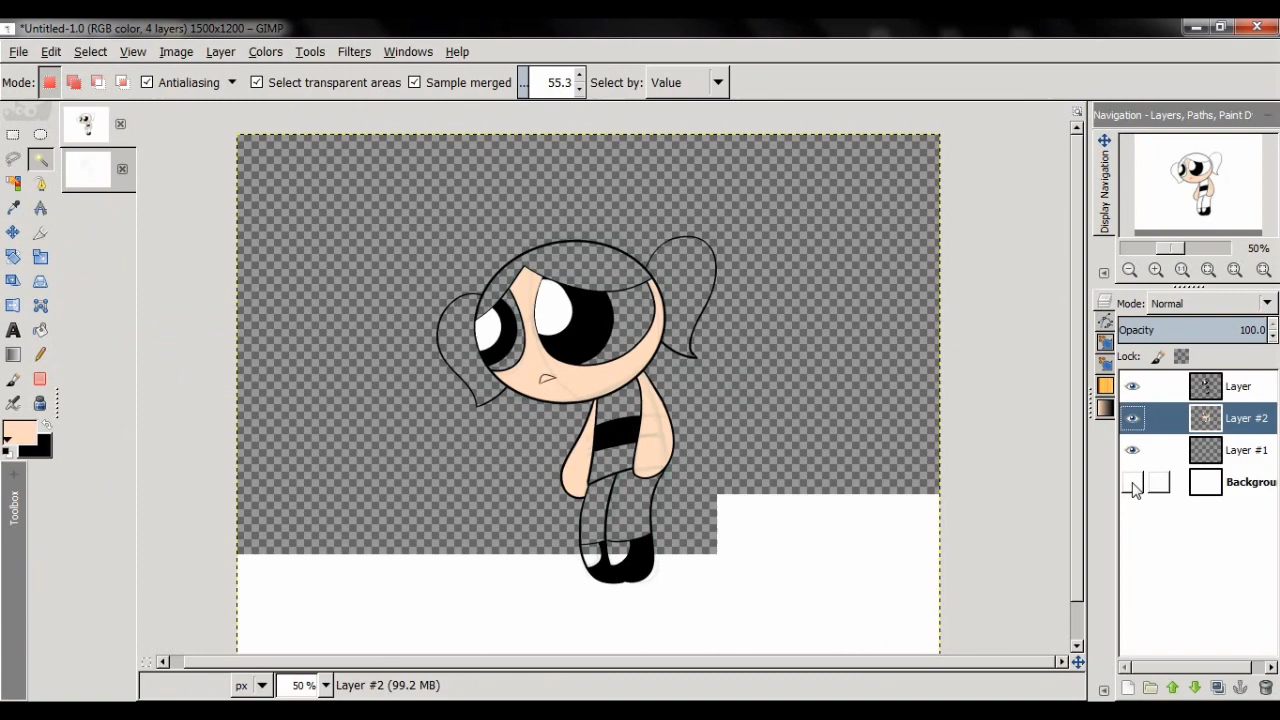 *Untitled-1.0 (RGB color, 4 layers) 1500x1200 – GIMP
File Edit Select View Image Layer Colors Tools Filters Windows Help
Mode: Antialiasing Select transparent areas Sample merged ... 55.3 Select by: Value
Navigation - Layers, Paths, Paint D
Display Navigation
50%
Mode: Normal
Opacity 100.0
Lock:
Layer
Layer #2
Layer #1
Backgrou
Toolbox
px 50 % Layer #2 (99.2 MB)